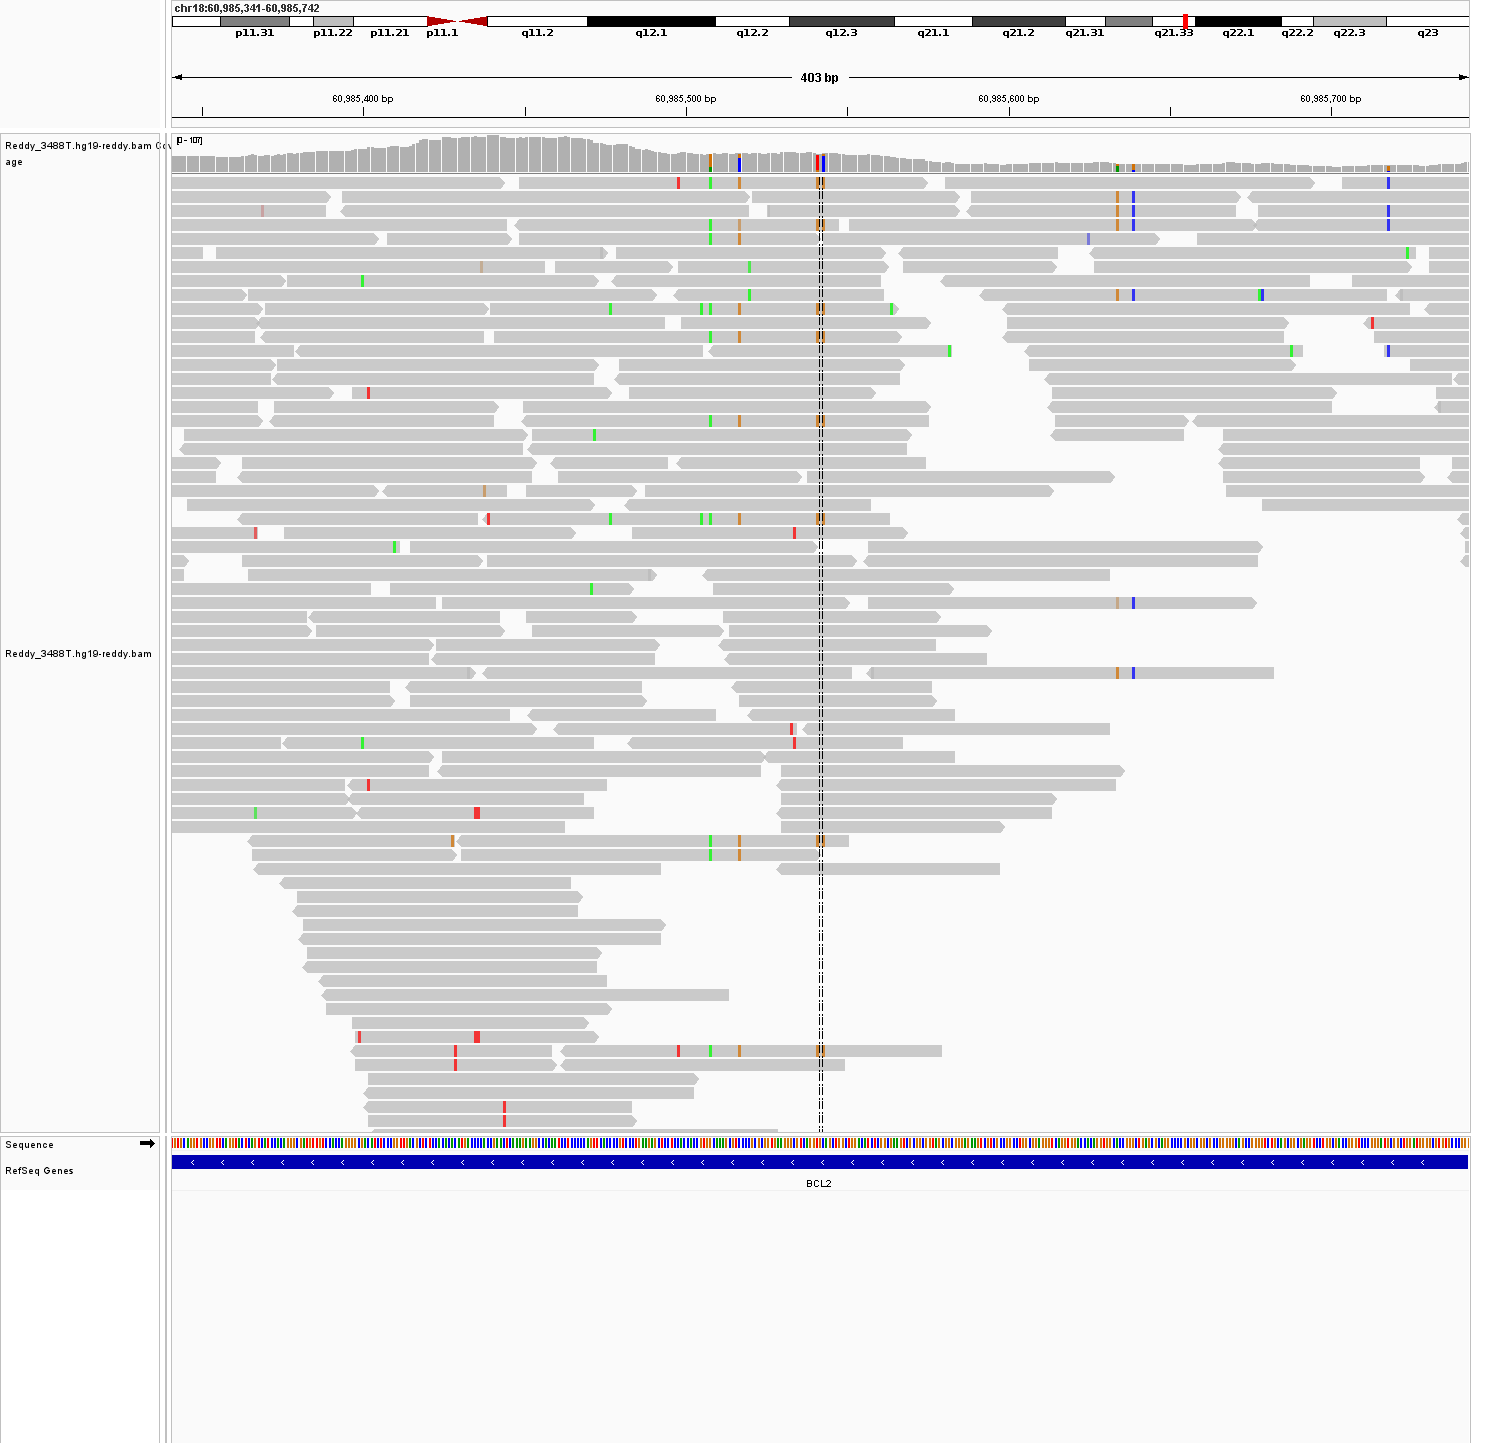 chr18:60,985,341-60,985,742
p11.31 p11.22 p11.21 p11.1 q11.2 q12.1 q12.2 q12.3 q21.1 q21.2 q21.31 q21.33 q22.1 q22.2 q22.3 q23
403 bp
60,985,400 bp 60,985,500 bp 60,985,600 bp 60,985,700 bp
Reddy_3488T.hg19-reddy.bam Cov
age
[0 - 107]
Reddy_3488T.hg19-reddy.bam
Sequence
RefSeq Genes
BCL2